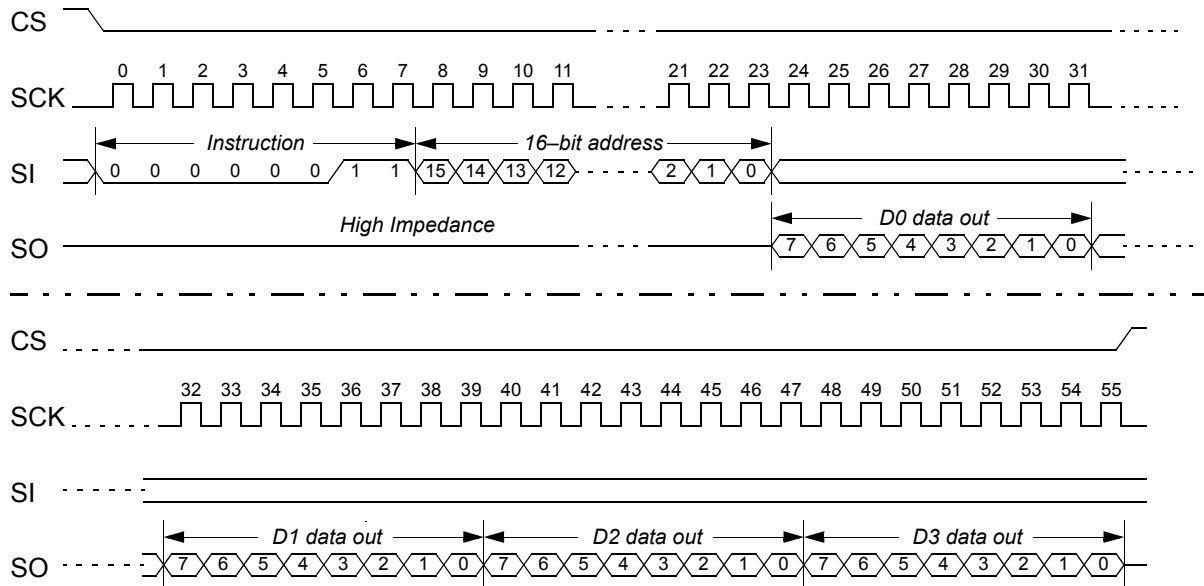 CS
0 1 2 3 4 5 6 7 8 9 10 11 21 22 23 24 25 26 27 28 29 30 31
SCK
Instruction 16–bit address
SI 0 0 0 0 0 0 1 1 15 14 13 12 2 1 0
High Impedance D0 data out
SO 7 6 5 4 3 2 1 0
CS
32 33 34 35 36 37 38 39 40 41 42 43 44 45 46 47 48 49 50 51 52 53 54 55
SCK
SI
D1 data out D2 data out D3 data out
SO 7 6 5 4 3 2 1 0 7 6 5 4 3 2 1 0 7 6 5 4 3 2 1 0